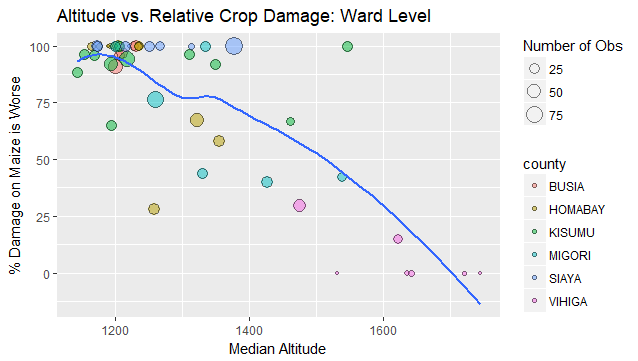 Altitude vs. Relative Crop Damage: Ward Level
% Damage on Maize is Worse
100
75
50
25
0
1200
1400
1600
Median Altitude
Number of Obs
25
50
75
county
BUSIA
HOMABAY
KISUMU
MIGORI
SIAYA
VIHIGA